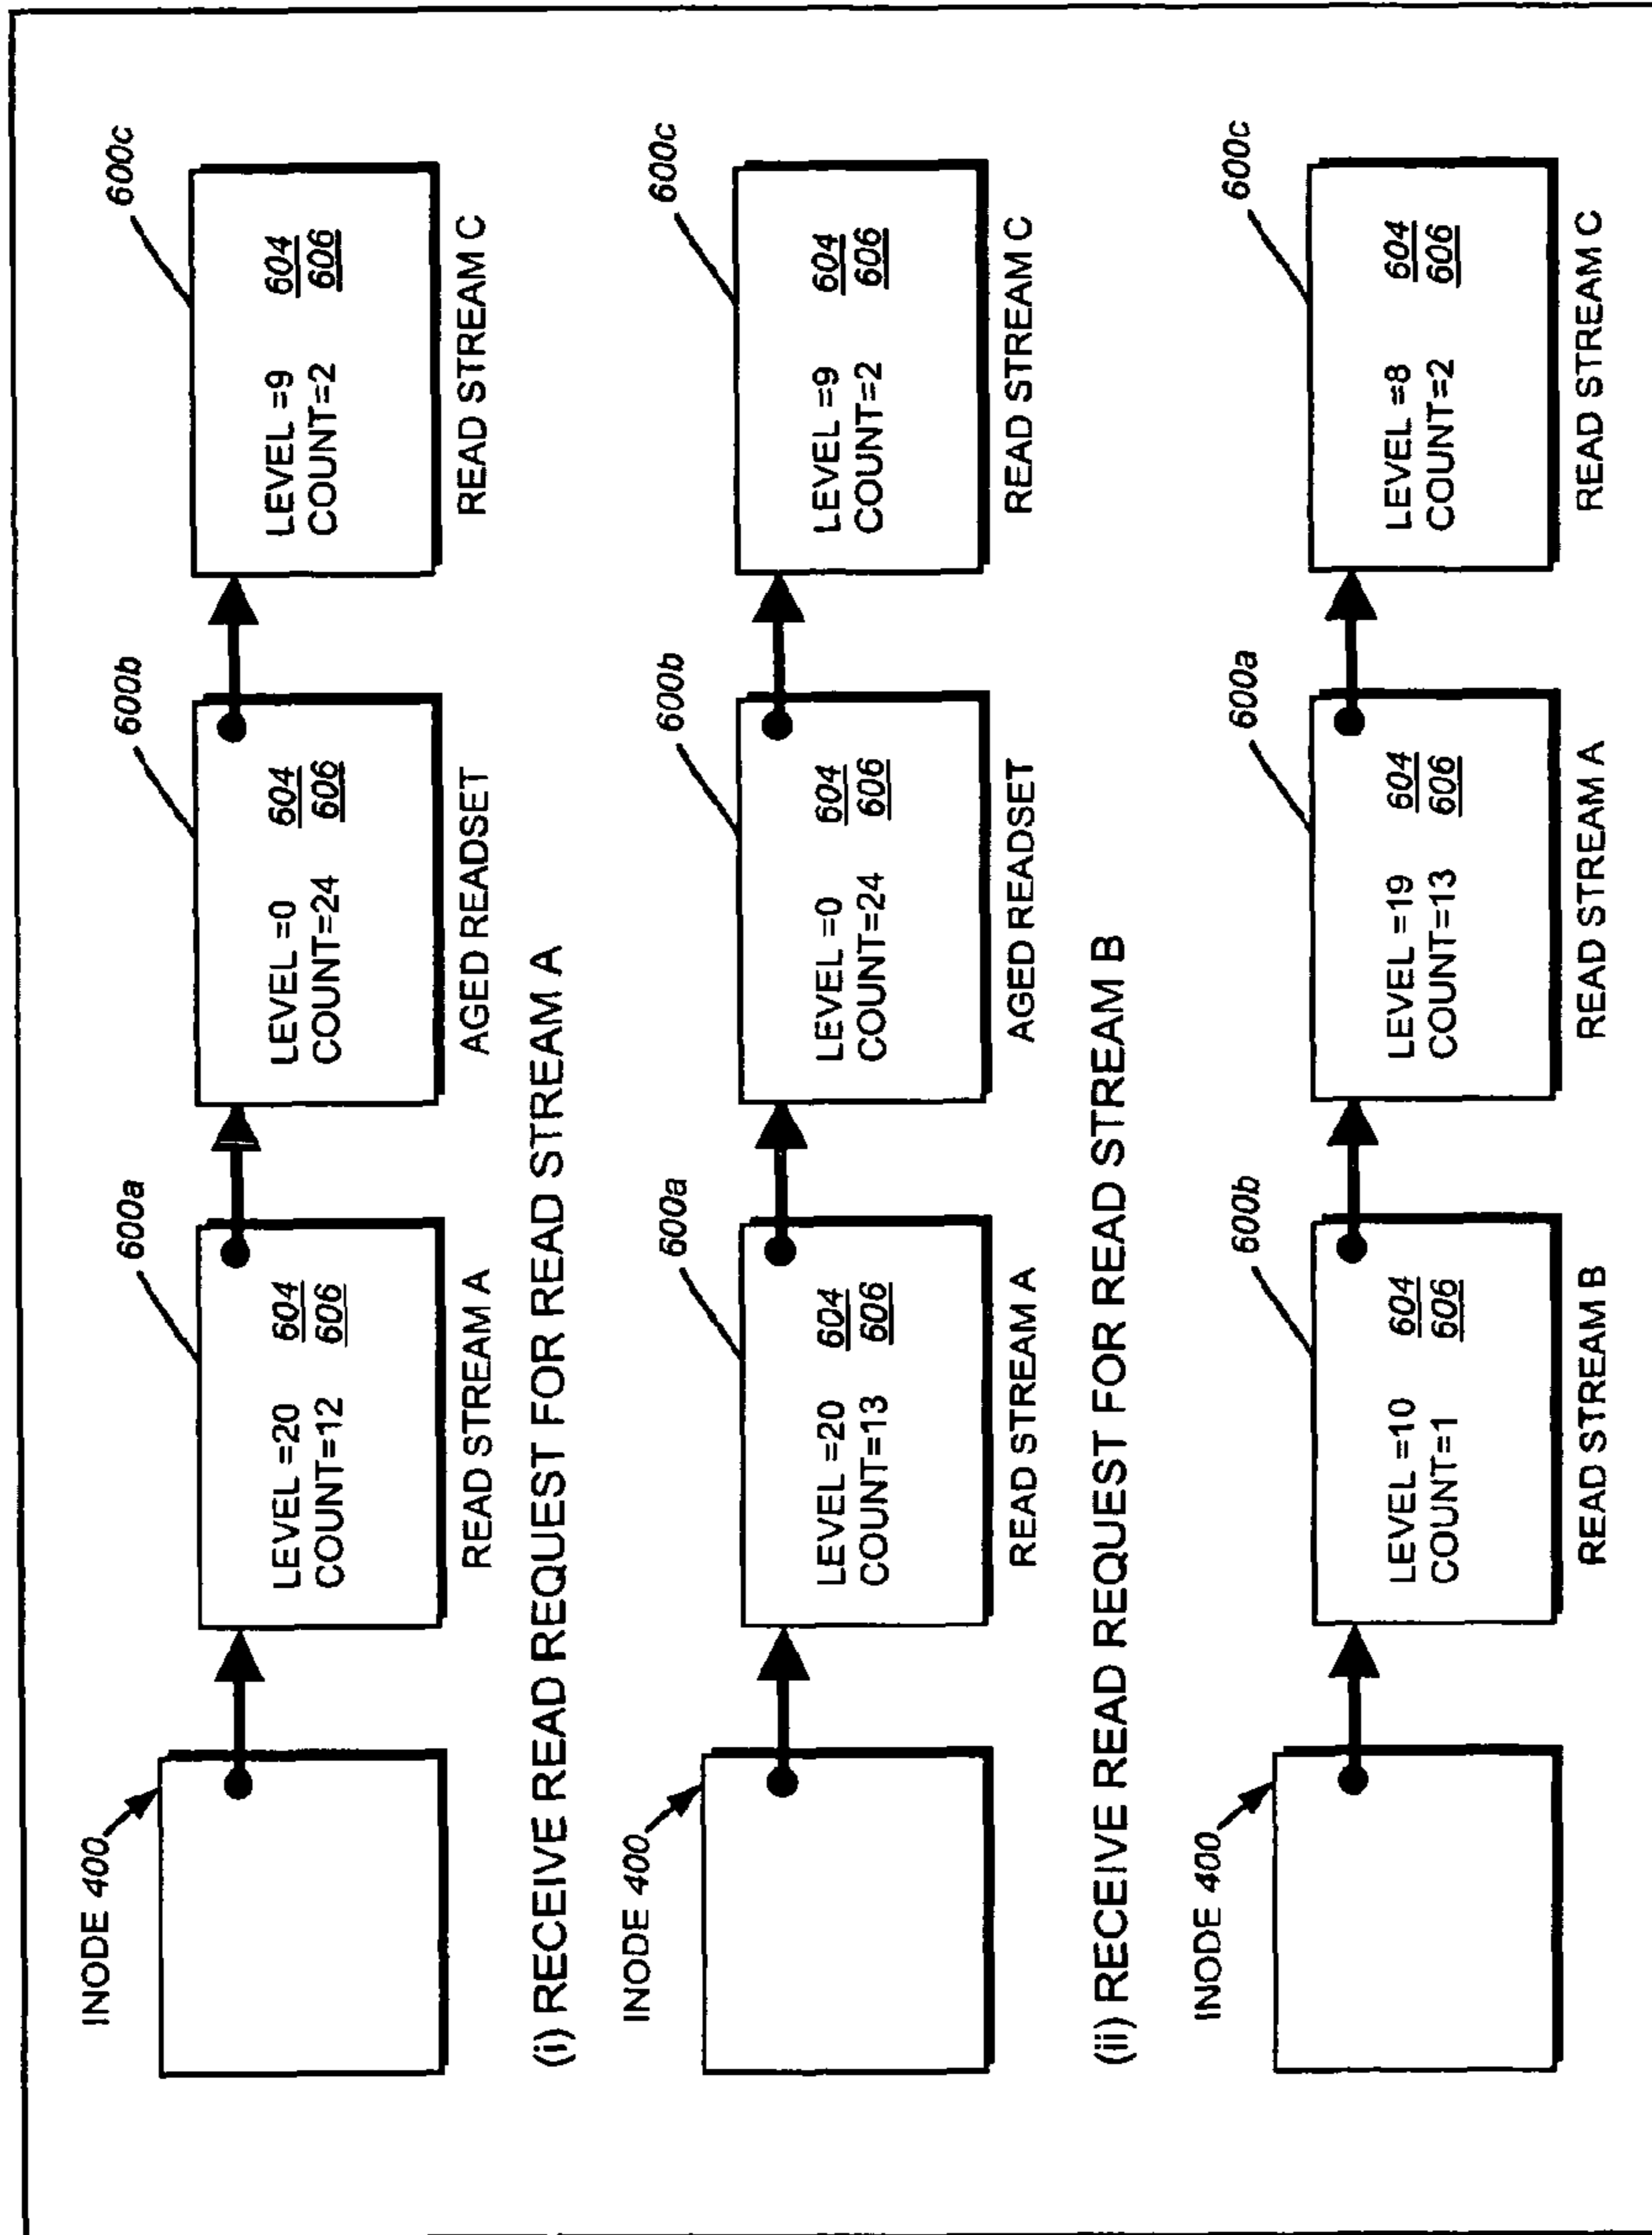 INODE 400
600a
600b
600c
LEVEL =20 604
COUNT=12 606
LEVEL =0 604
COUNT=24 606
LEVEL =9 604
COUNT=2 606
READ STREAM A
AGED READSET
READ STREAM C
(i) RECEIVE READ REQUEST FOR READ STREAM A
INODE 400
600a
600b
600c
LEVEL =20 604
COUNT=13 606
LEVEL =0 604
COUNT=24 606
LEVEL =9 604
COUNT=2 606
READ STREAM A
AGED READSET
READ STREAM C
(ii) RECEIVE READ REQUEST FOR READ STREAM B
INODE 400
600b
600a
600c
LEVEL =10 604
COUNT=1 606
LEVEL =19 604
COUNT=13 606
LEVEL =8 604
COUNT=2 606
READ STREAM B
READ STREAM A
READ STREAM C